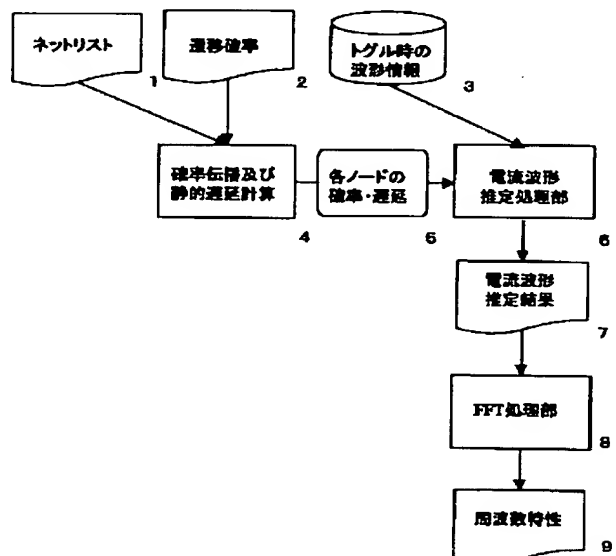 ネットリスト
1
遷移確率
2
トグル時の
波形情報
3
確率伝播及び
静的遅延計算
4
各ノードの
確率・遅延
5
電流波形
推定処理部
6
電流波形
推定結果
7
FFT処理部
8
周波数特性
9